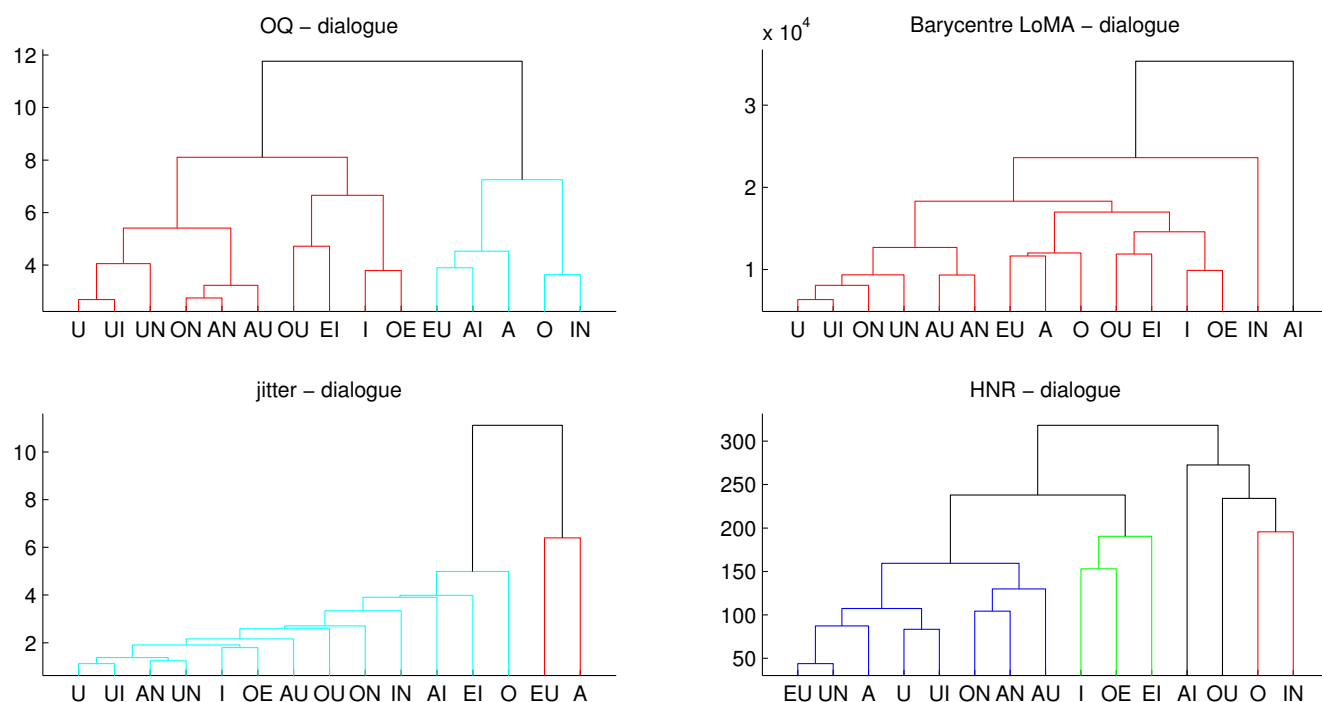 OQ – dialogue
12
10
8
6
4
U UI UN ON AN AU OU EI I OE EU AI A O IN
Barycentre LoMA – dialogue
x 10^4
3
2
1
U UI ON UN AU AN EU A O OU EI I OE IN AI
jitter – dialogue
10
8
6
4
2
U UI AN UN I OE AU OU ON IN AI EI O EU A
HNR – dialogue
300
250
200
150
100
50
EU UN A U UI ON AN AU I OE EI AI OU O IN